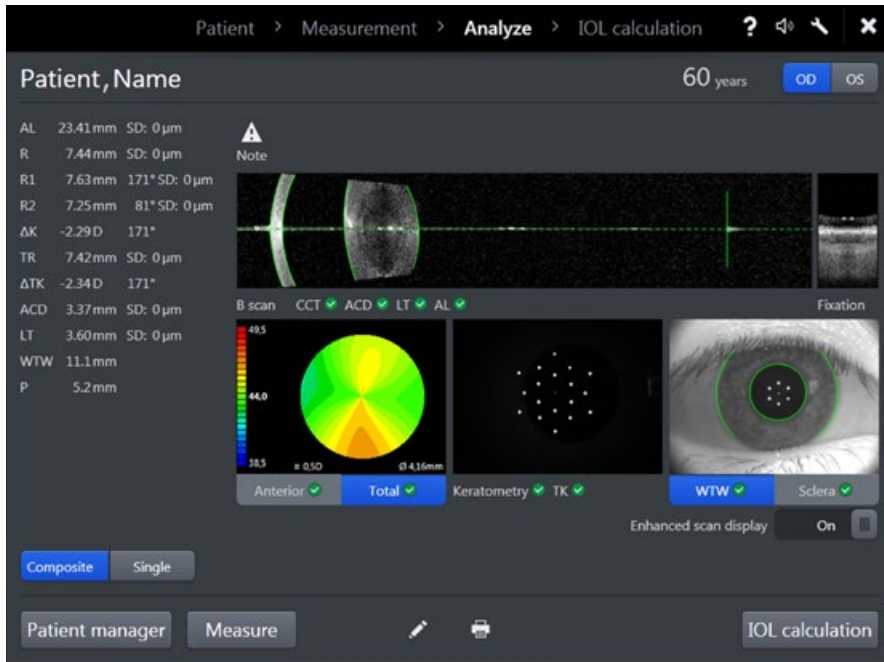 Patient > Measurement > Analyze > IOL calculation ?
Patient, Name 60 years OD OS
AL 23.41 mm SD: 0 µm
R 7.44 mm SD: 0 µm
R1 7.63 mm 171° SD: 0 µm
R2 7.25 mm 81° SD: 0 µm
ΔK -2.29 D 171°
TR 7.42 mm SD: 0 µm
ΔTK -2.34 D 171°
ACD 3.37 mm SD: 0 µm
LT 3.60 mm SD: 0 µm
WTW 11.1 mm
P 5.2 mm
Note
B scan CCT ACD LT AL Fixation
49,5
44,0
38,5 ¤ 0,5D Ø 4,16mm
Anterior Total Keratometry TK WTW Sclera
Enhanced scan display On
Composite Single
Patient manager Measure IOL calculation